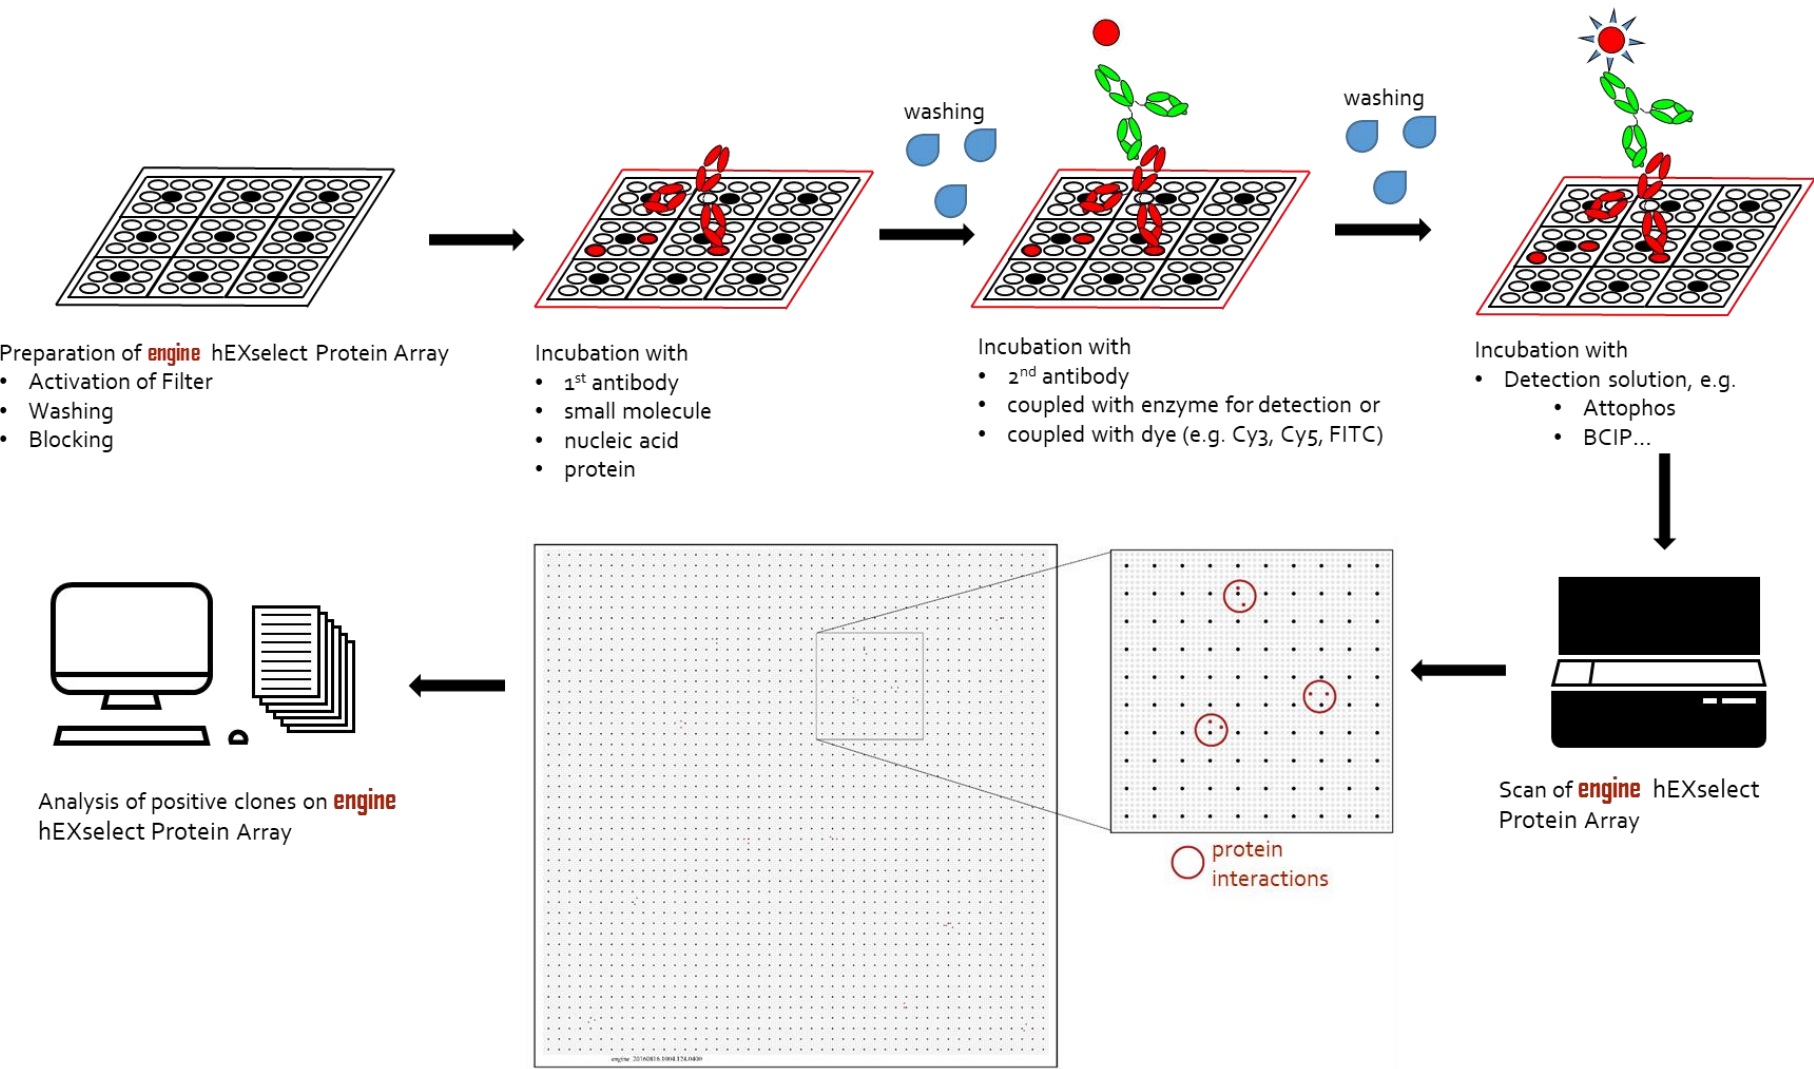 washing
washing
Preparation of engine hEXselect Protein Array
• Activation of Filter
• Washing
• Blocking
Incubation with
• 1st antibody
• small molecule
• nucleic acid
• protein
Incubation with
• 2nd antibody
• coupled with enzyme for detection or
• coupled with dye (e.g. Cy3, Cy5, FITC)
Incubation with
• Detection solution, e.g.
• Attophos
• BCIP...
Scan of engine hEXselect
Protein Array
protein
interactions
Analysis of positive clones on engine
hEXselect Protein Array
engine